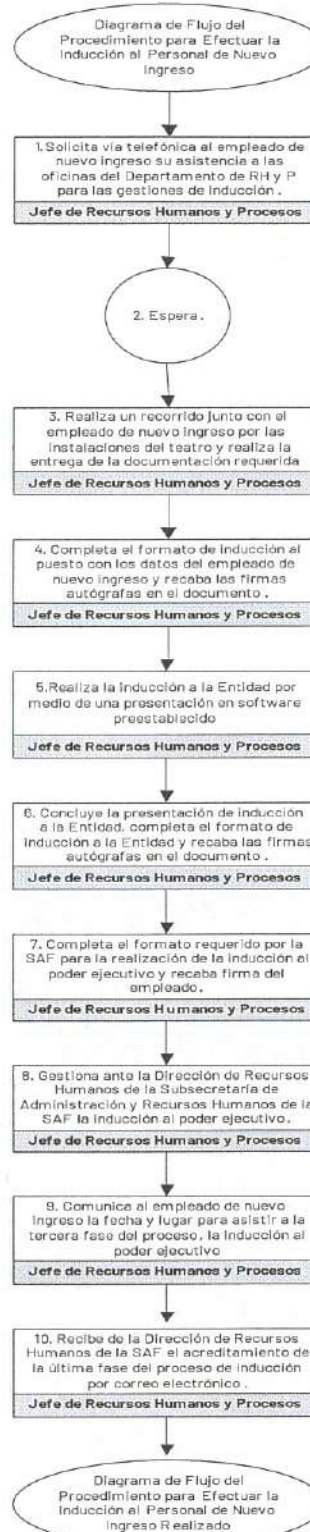 Diagrama de Flujo del
Procedimiento para Efectuar la
Inducción al Personal de Nuevo
Ingreso
1.Solicita vía telefónica al empleado de
nuevo ingreso su asistencia a las
oficinas del Departamento de RH y P
para las gestiones de inducción .
Jefe de Recursos Humanos y Procesos
2. Espera .
3. Realiza un recorrido junto con el
empleado de nuevo ingreso por las
instalaciones del teatro y realiza la
entrega de la documentación requerida
Jefe de Recursos Humanos y Procesos
4. Completa el formato de inducción al
puesto con los datos del empleado de
nuevo ingreso y recaba las firmas
autógrafas en el documento .
Jefe de Recursos Humanos y Procesos
5.Realiza la inducción a la Entidad por
medio de una presentación en software
preestablecido
Jefe de Recursos Humanos y Procesos
6. Concluye la presentación de inducción
a la Entidad, completa el formato de
inducción a la Entidad y recaba las firmas
autógrafas en el documento .
Jefe de Recursos Humanos y Procesos
7. Completa el formato requerido por la
SAF para la realización de la inducción al
poder ejecutivo y recaba firma del
empleado.
Jefe de Recursos Humanos y Procesos
8. Gestiona ante la Dirección de Recursos
Humanos de la Subsecretaría de
Administración y Recursos Humanos de la
SAF la inducción al poder ejecutivo.
Jefe de Recursos Humanos y Procesos
9. Comunica al empleado de nuevo
ingreso la fecha y lugar para asistir a la
tercera fase del proceso, la inducción al
poder ejecutivo
Jefe de Recursos Humanos y Procesos
10. Recibe de la Dirección de Recursos
Humanos de la SAF el acreditamiento de
la última fase del proceso de inducción
por correo electrónico .
Jefe de Recursos Humanos y Procesos
Diagrama de Flujo del
Procedimiento para Efectuar la
Inducción al Personal de Nuevo
Ingreso Realizado